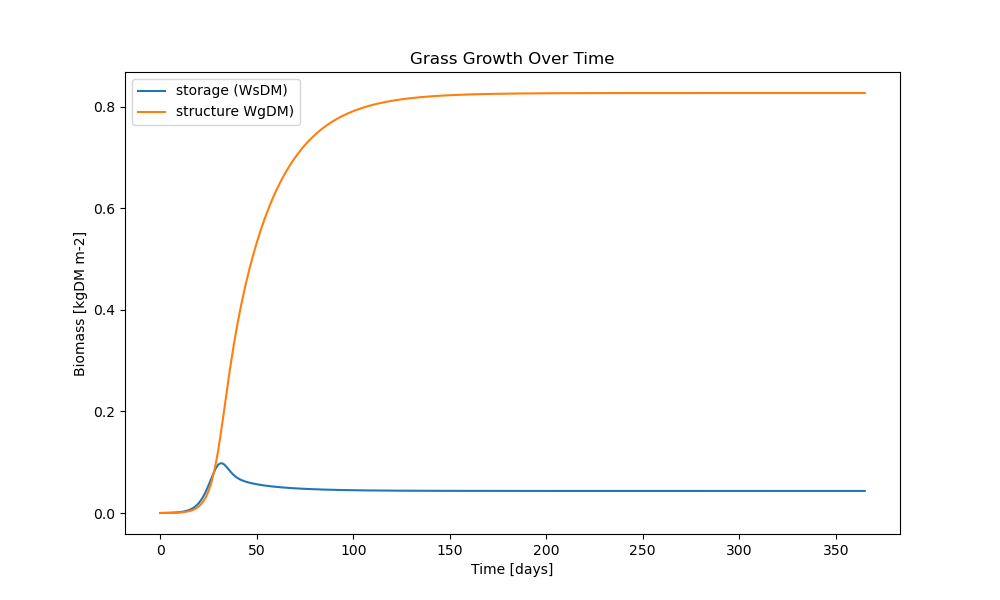 Grass Growth Over Time
storage (WsDM)
structure WgDM)
Biomass [kgDM m-2]
0.8
0.6
0.4
0.2
0.0
0 50 100 150 200 250 300 350
Time [days]